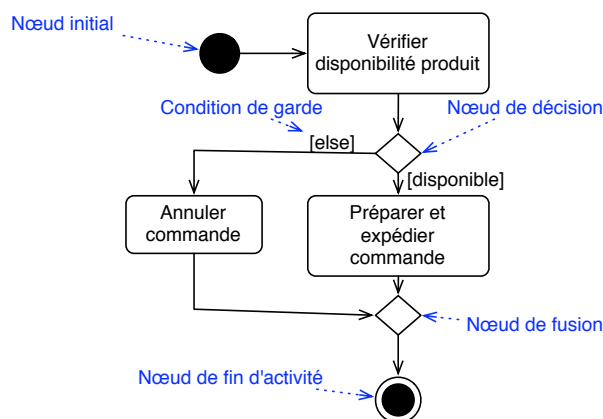 Nœud initial
Vérifier
disponibilité produit
Condition de garde
Nœud de décision
[else]
[disponible]
Annuler
commande
Préparer et
expédier
commande
Nœud de fusion
Nœud de fin d'activité